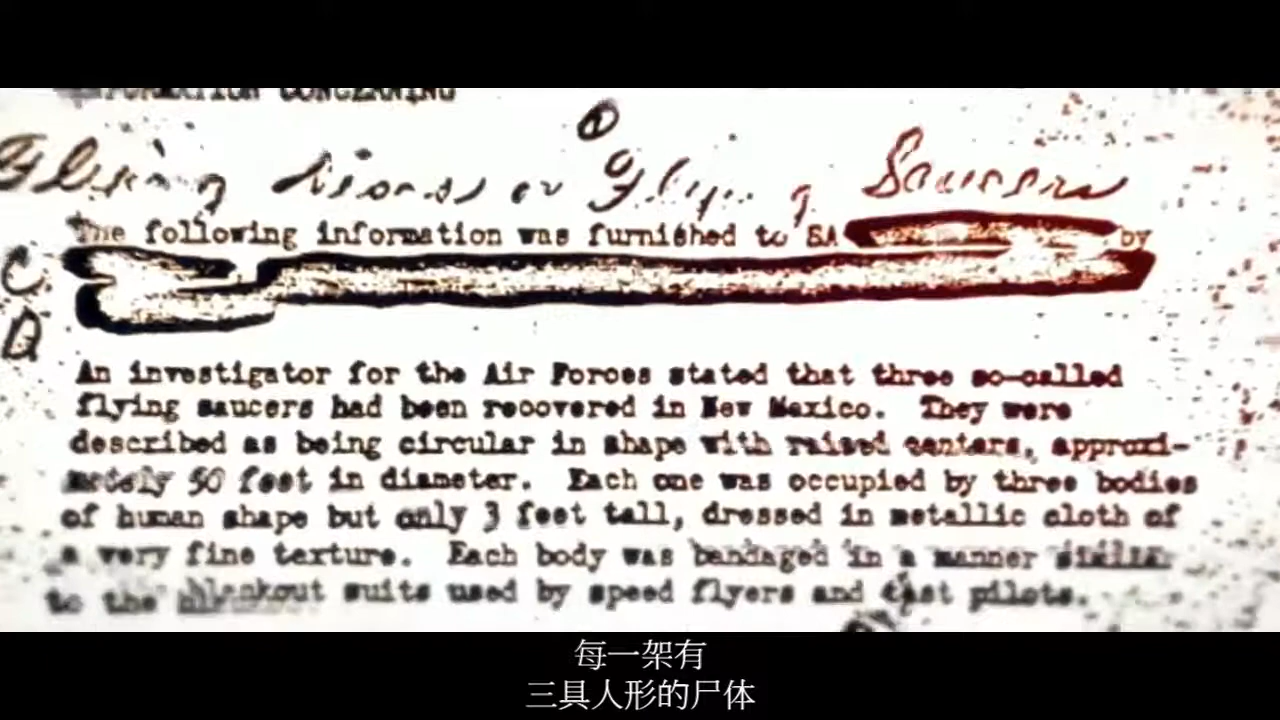 INFORMATION CONCERNING
1
Flying Discs or Flying Saucers
The following information was furnished to SA by
C
D
An investigator for the Air Forces stated that three so-called
flying saucers had been recovered in New Mexico. They were
described as being circular in shape with raised centers, approxi-
mately 50 feet in diameter. Each one was occupied by three bodies
of human shape but only 3 feet tall, dressed in metallic cloth of
a very fine texture. Each body was bandaged in a manner similar
to the blackout suits used by speed flyers and test pilots.
每一架有
三具人形的尸体